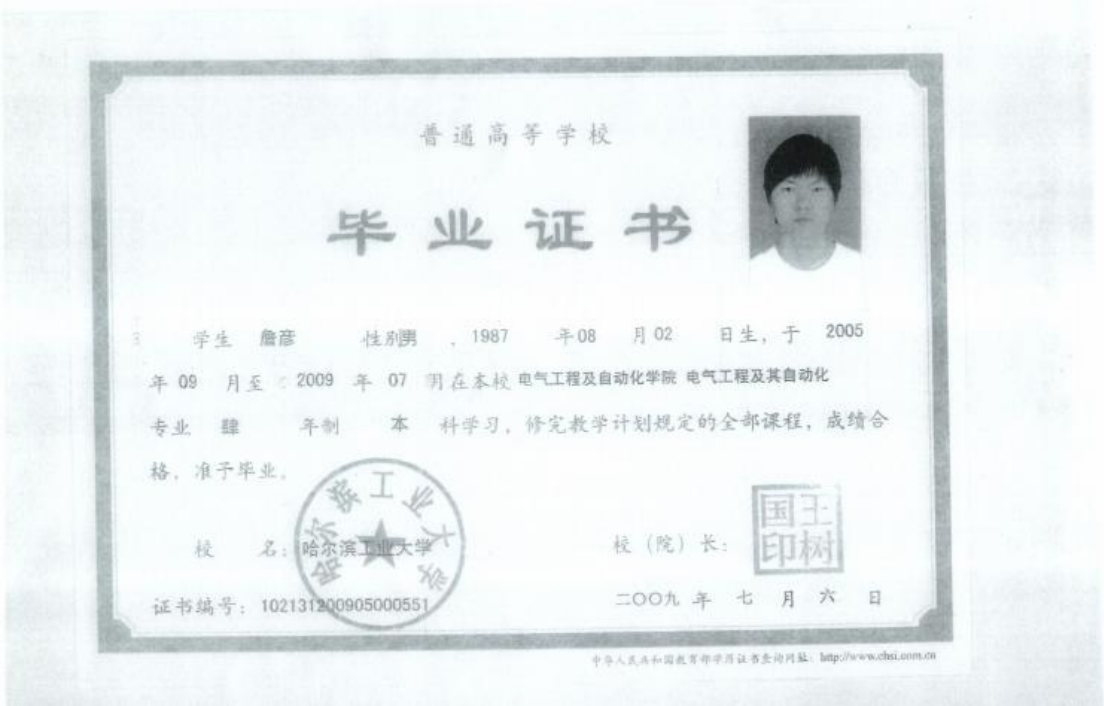 普通高等学校
毕业证书
学生 詹彦 性别男 、1987 年08 月02 日生，于 2005
年 09 月至 2009 年 07 月在本校 电气工程及自动化学院 电气工程及其自动化
专业 肆 年制 本 科学习，修完教学计划规定的全部课程，成绩合
格，准予毕业。
哈尔滨工业大学
校 名：哈尔滨工业大学
校（院）长：
国王
印树
证书编号：102131200905000551
二〇〇九 年 七 月 六 日
中华人民共和国教育部学历证书查询网址：http://www.chsi.com.cn